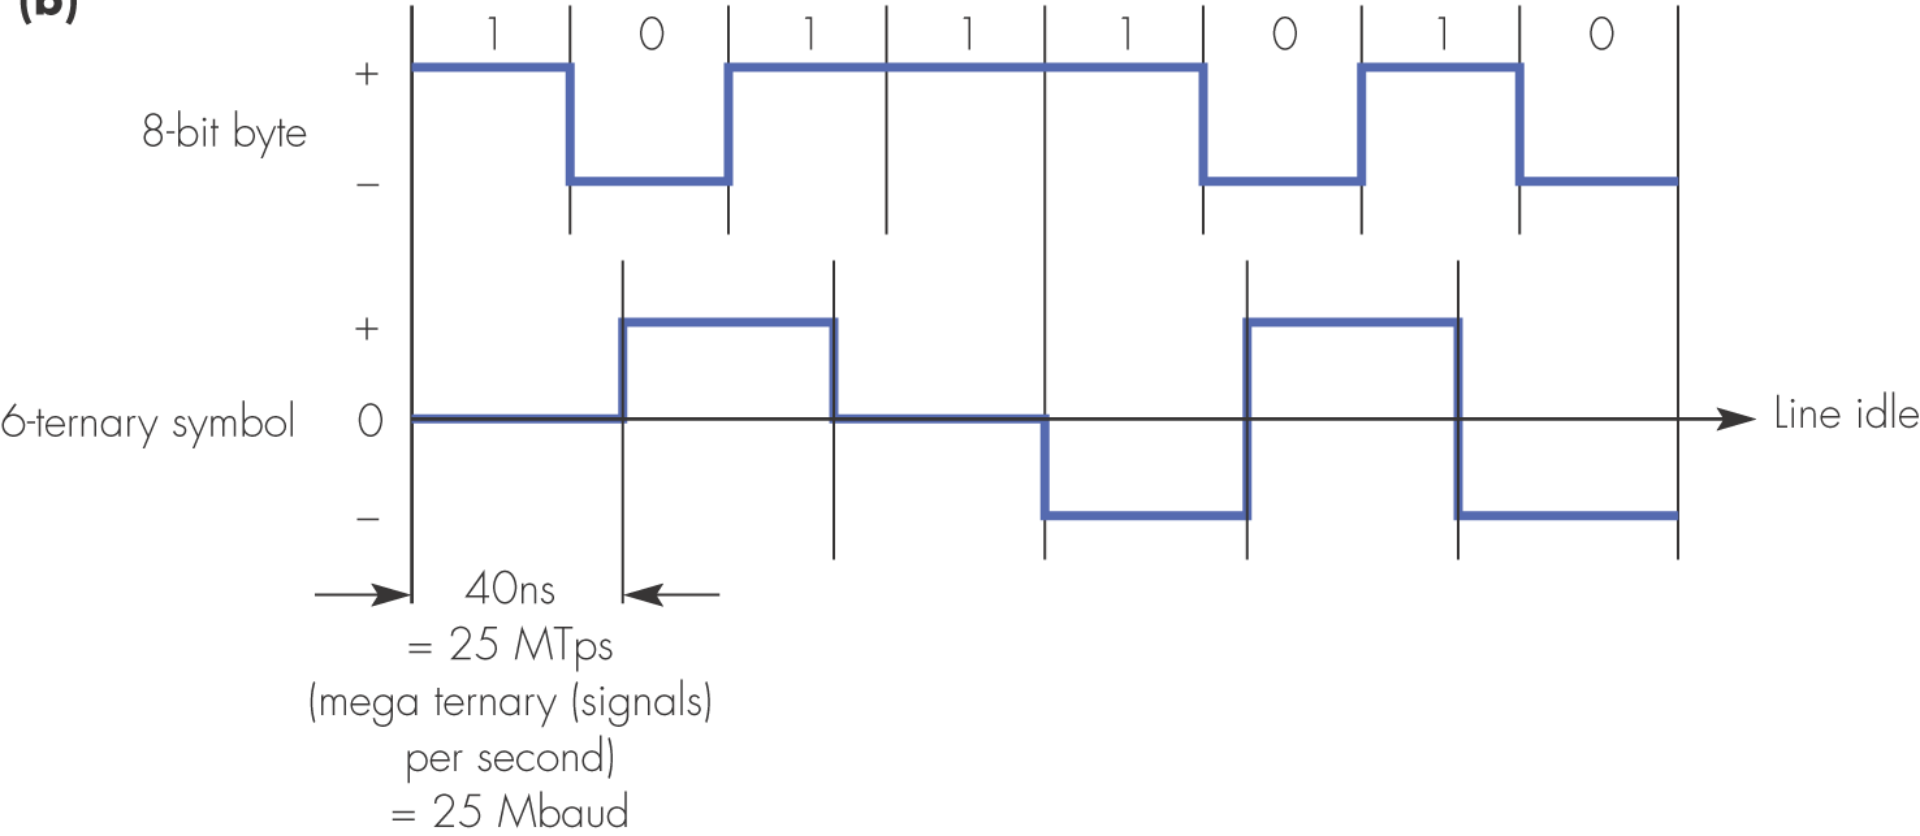 (b)
1 0 1 1 1 0 1 0
+
8-bit byte
−
+
6-ternary symbol 0 Line idle
−
40ns
= 25 MTps
(mega ternary (signals)
per second)
= 25 Mbaud